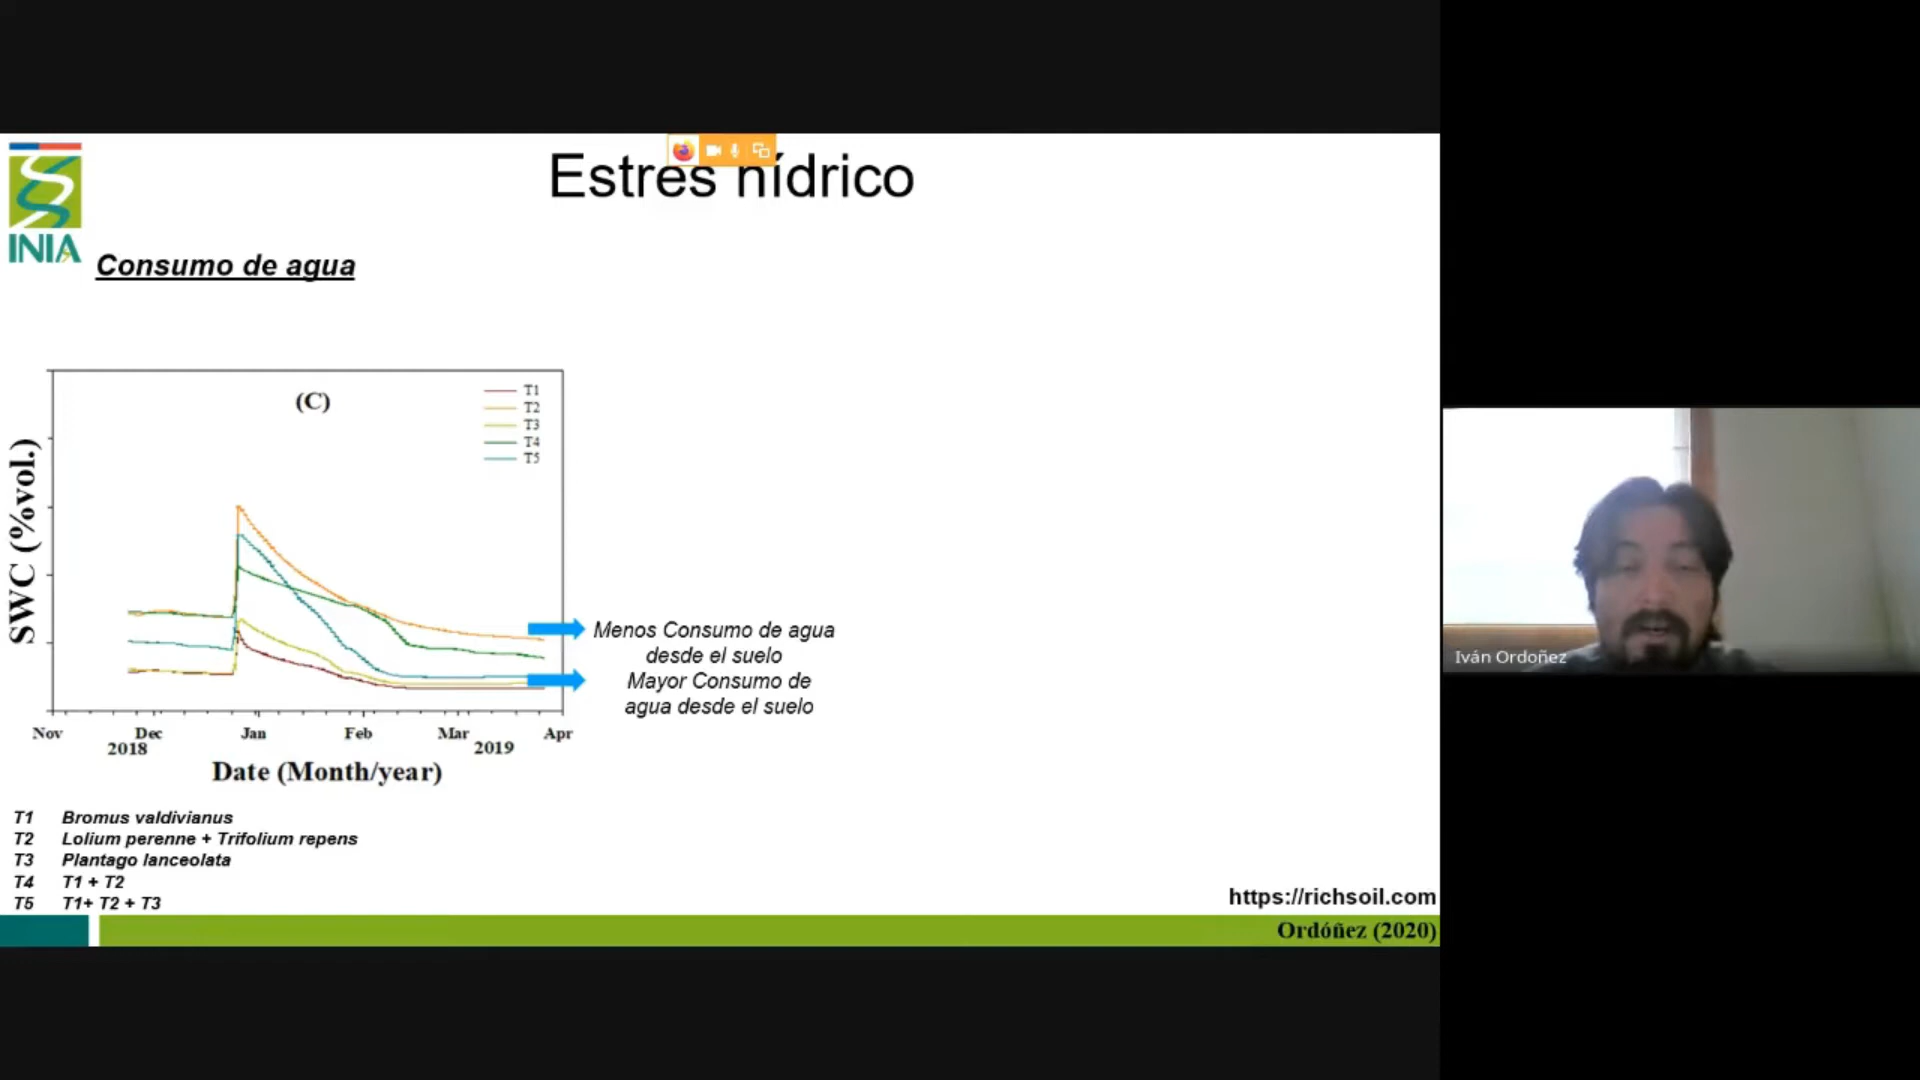 Estrés hídrico
INIA
Consumo de agua
(C)
T1
T2
T3
T4
T5
SWC (%vol.)
Menos Consumo de agua
desde el suelo
Mayor Consumo de
agua desde el suelo
Nov Dec Jan Feb Mar Apr
2018 2019
Date (Month/year)
T1 Bromus valdivianus
T2 Lolium perenne + Trifolium repens
T3 Plantago lanceolata
T4 T1 + T2
T5 T1+ T2 + T3
https://richsoil.com
Ordóñez (2020)
Iván Ordoñez